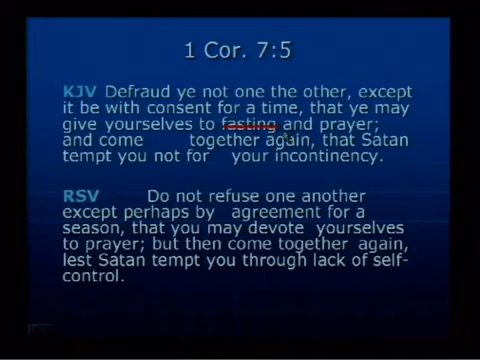 1 Cor. 7:5
KJV Defraud ye not one the other, except
it be with consent for a time, that ye may
give yourselves to fasting and prayer;
and come together again, that Satan
tempt you not for your incontinency.
RSV Do not refuse one another
except perhaps by agreement for a
season, that you may devote yourselves
to prayer; but then come together again,
lest Satan tempt you through lack of self-
control.